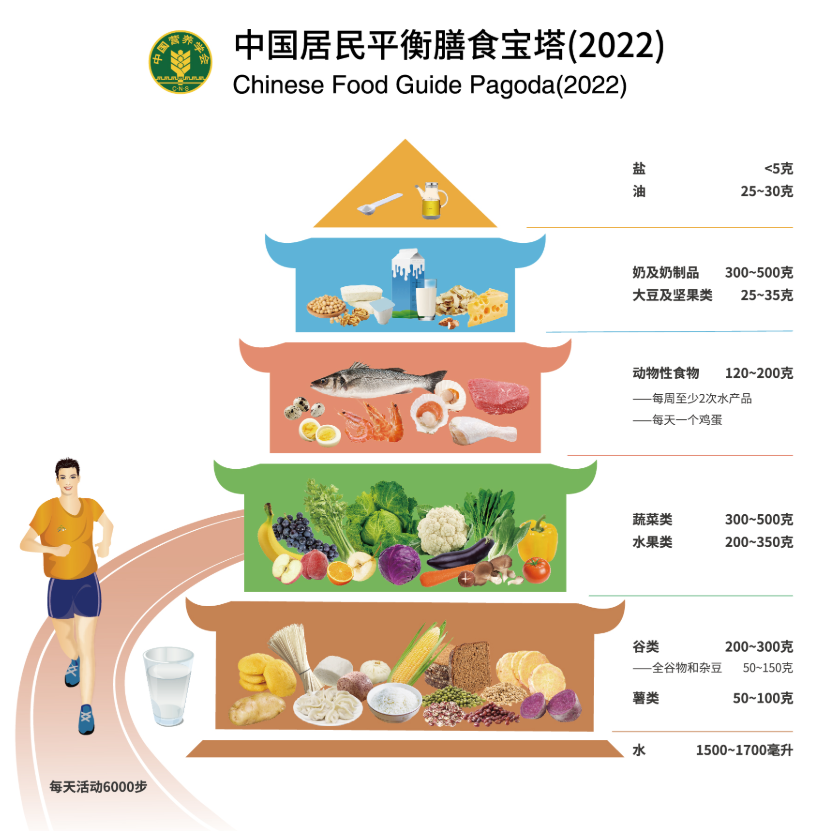 中国营养学会
C·N·S
中国居民平衡膳食宝塔(2022)
Chinese Food Guide Pagoda(2022)
盐 <5克
油 25~30克
奶及奶制品 300~500克
大豆及坚果类 25~35克
动物性食物 120~200克
——每周至少2次水产品
——每天一个鸡蛋
蔬菜类 300~500克
水果类 200~350克
谷类 200~300克
——全谷物和杂豆 50~150克
薯类 50~100克
水 1500~1700毫升
每天活动6000步